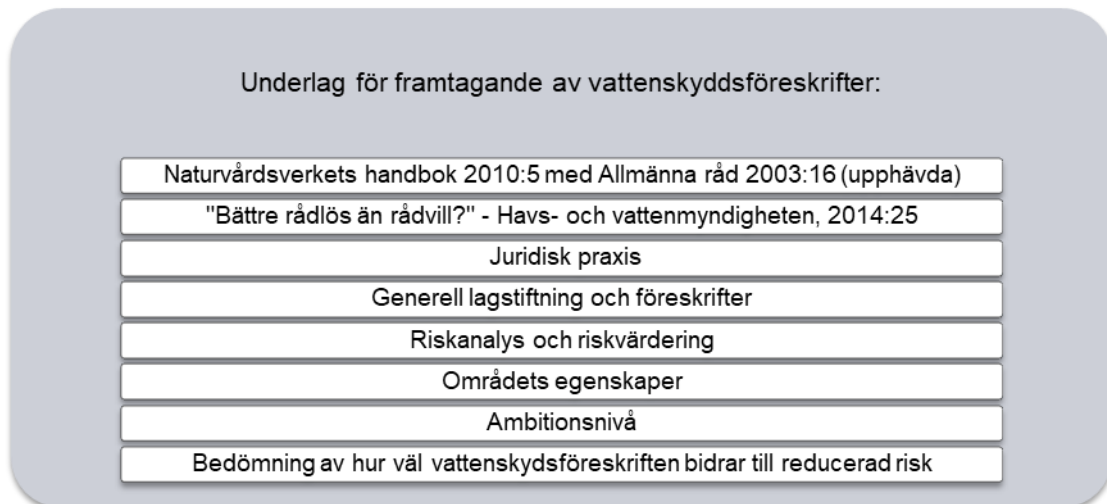 Underlag för framtagande av vattenskyddsföreskrifter:
Naturvårdsverkets handbok 2010:5 med Allmänna råd 2003:16 (upphävda)
"Bättre rådlös än rådvill?" - Havs- och vattenmyndigheten, 2014:25
Juridisk praxis
Generell lagstiftning och föreskrifter
Riskanalys och riskvärdering
Områdets egenskaper
Ambitionsnivå
Bedömning av hur väl vattenskydsföreskriften bidrar till reducerad risk